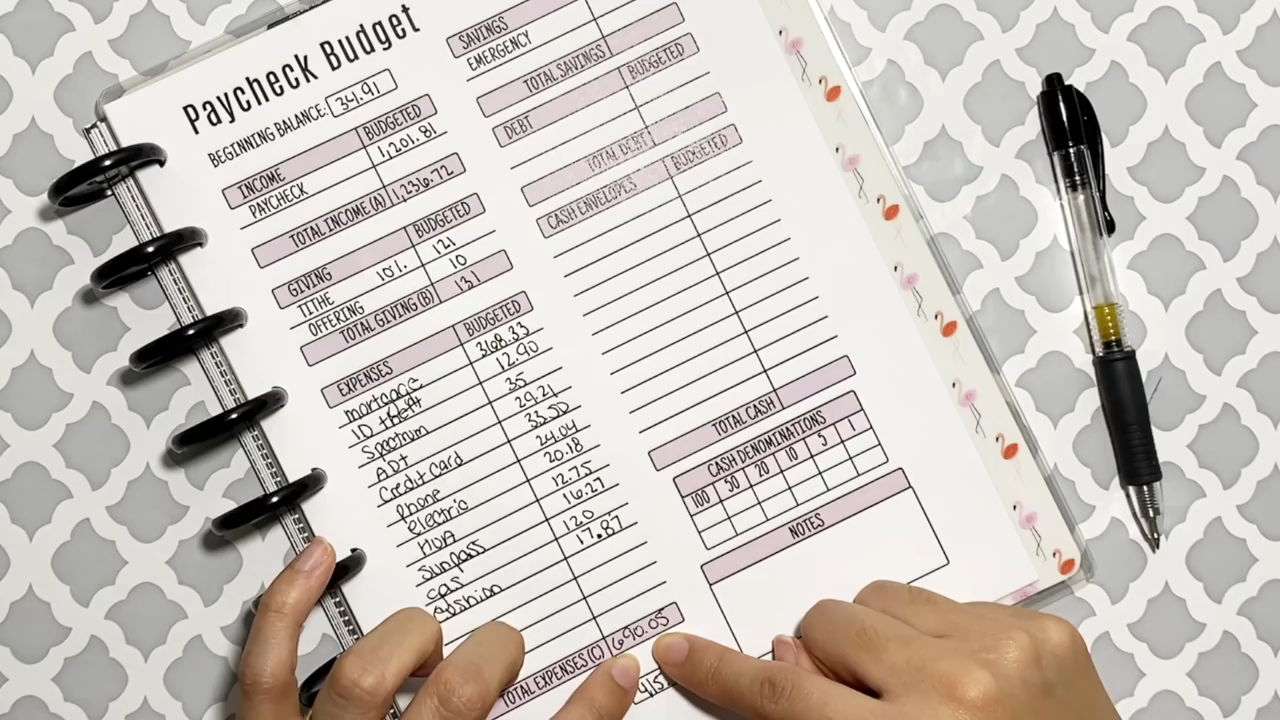 Paycheck Budget
BEGINNING BALANCE: 34.91
INCOME BUDGETED
PAYCHECK 1,201.81
TOTAL INCOME (A) 1,236.72
GIVING BUDGETED
TITHE 10%. 121
OFFERING 10
TOTAL GIVING (B) 131
EXPENSES BUDGETED
mortgage 368.33
ID theft 12.90
Spectrum 35
ADT 29.21
Credit Card 33.50
phone 24.04
electric 20.18
HOA 12.75
sunpass 16.27
gas 120
cushion 17.87
TOTAL EXPENSES (C) 690.05
SAVINGS
EMERGENCY
TOTAL SAVINGS
DEBT BUDGETED
TOTAL DEBT
CASH ENVELOPES BUDGETED
TOTAL CASH
CASH DENOMINATIONS
100 50 20 10 5 1
NOTES